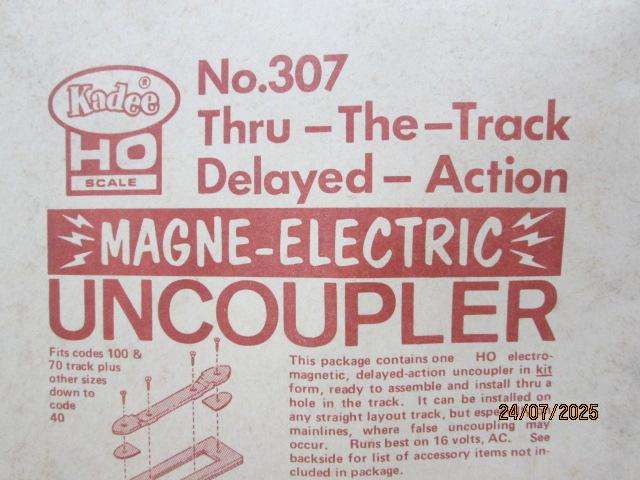 Kadee®
HO
SCALE
No.307
Thru – The – Track
Delayed – Action
MAGNE-ELECTRIC
UNCOUPLER
Fits codes 100 &
70 track plus
other sizes
down to
code
40
This package contains one HO electro-
magnetic, delayed-action uncoupler in kit
form, ready to assemble and install thru a
hole in the track. It can be installed on
any straight layout track, but
mainlines, where false uncoupling may
occur. Runs best on 16 volts, AC. See
backside for list of accessory items not in-
cluded in package.
24/07/2025